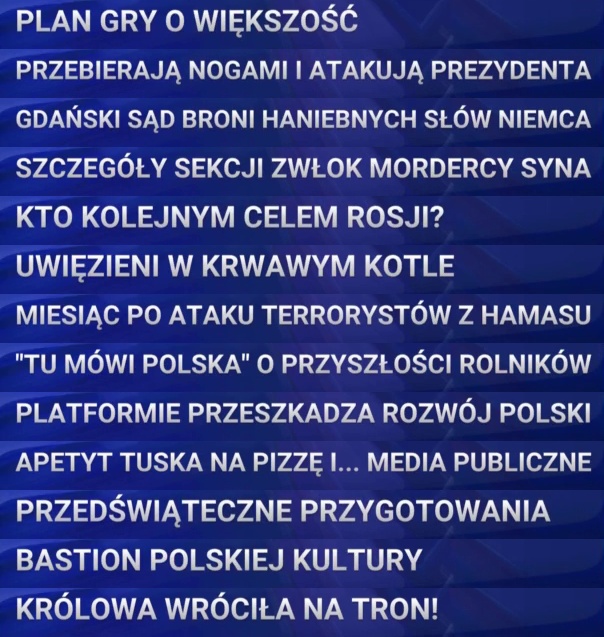 PLAN GRY O WIĘKSZOŚĆ
PRZEBIERAJĄ NOGAMI I ATAKUJĄ PREZYDENTA
GDAŃSKI SĄD BRONI HANIEBNYCH SŁÓW NIEMCA
SZCZEGÓŁY SEKCJI ZWŁOK MORDERCY SYNA
KTO KOLEJNYM CELEM ROSJI?
UWIĘZIENI W KRWAWYM KOTLE
MIESIĄC PO ATAKU TERRORYSTÓW Z HAMASU
"TU MÓWI POLSKA" O PRZYSZŁOŚCI ROLNIKÓW
PLATFORMIE PRZESZKADZA ROZWÓJ POLSKI
APETYT TUSKA NA PIZZĘ I... MEDIA PUBLICZNE
PRZEDŚWIĄTECZNE PRZYGOTOWANIA
BASTION POLSKIEJ KULTURY
KRÓLOWA WRÓCIŁA NA TRON!